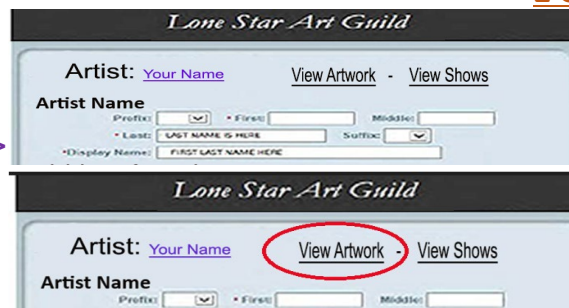 Lone Star Art Guild
Artist: Your Name View Artwork - View Shows
Artist Name
Prefix: * First: Middle:
* Last: LAST NAME IS HERE Suffix:
*Display Name: FIRST LAST NAME HERE
Lone Star Art Guild
Artist: Your Name View Artwork - View Shows
Artist Name
Prefix: * First: Middle: